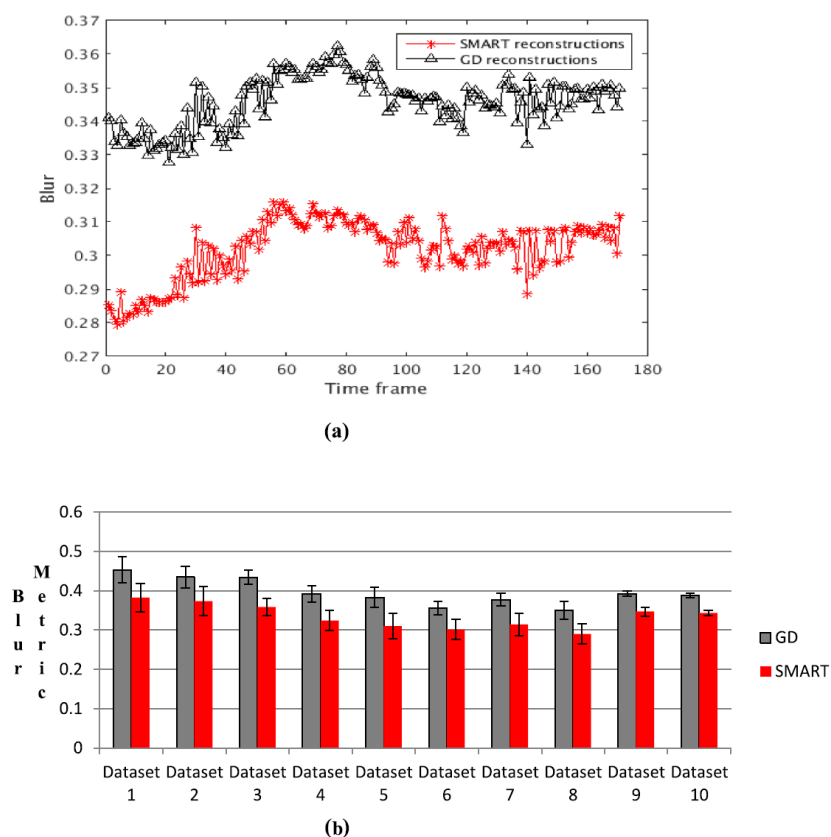 0.37
0.36
0.35
0.34
0.33
0.32
0.31
0.3
0.29
0.28
0.27
Blur
SMART reconstructions
GD reconstructions
0 20 40 60 80 100 120 140 160 180
Time frame
(a)
Blur
Metric
0.6
0.5
0.4
0.3
0.2
0.1
0
GD
SMART
Dataset Dataset Dataset Dataset Dataset Dataset Dataset Dataset Dataset Dataset
1 2 3 4 5 6 7 8 9 10
(b)